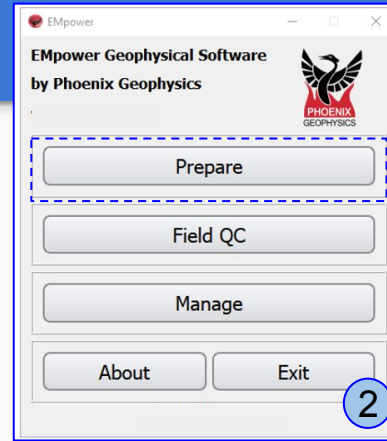 EMpower
EMpower Geophysical Software
by Phoenix Geophysics
PHOENIX
GEOPHYSICS
Prepare
Field QC
Manage
About
Exit
2